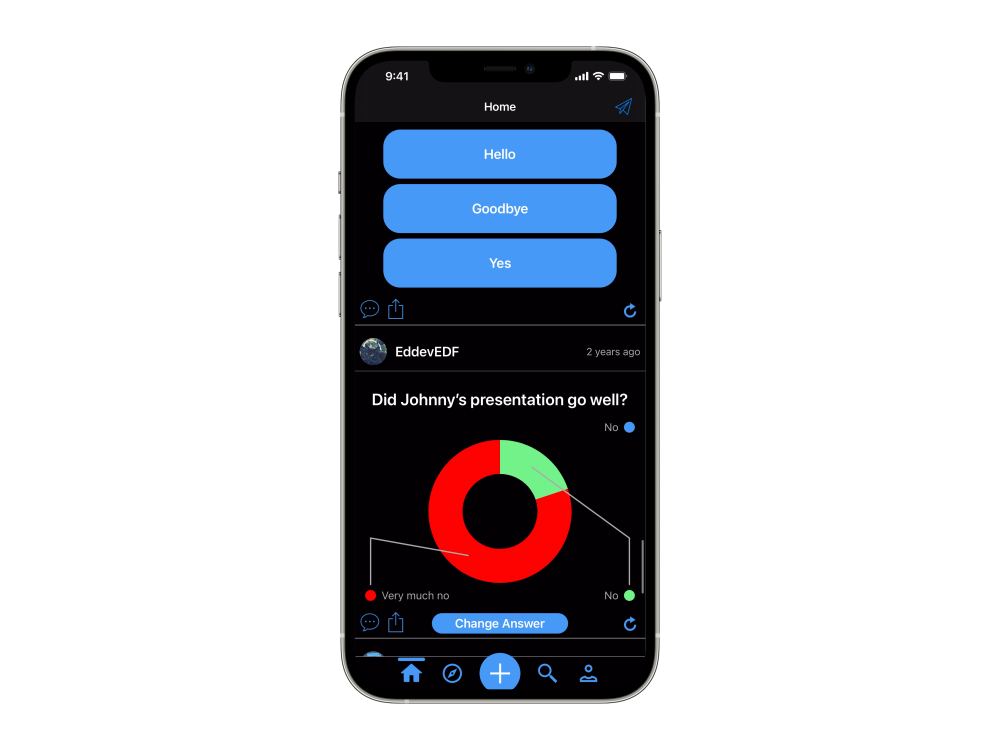 9:41
Home
Hello
Goodbye
Yes
EddevEDF
2 years ago
Did Johnny's presentation go well?
No
Very much no
No
Change Answer